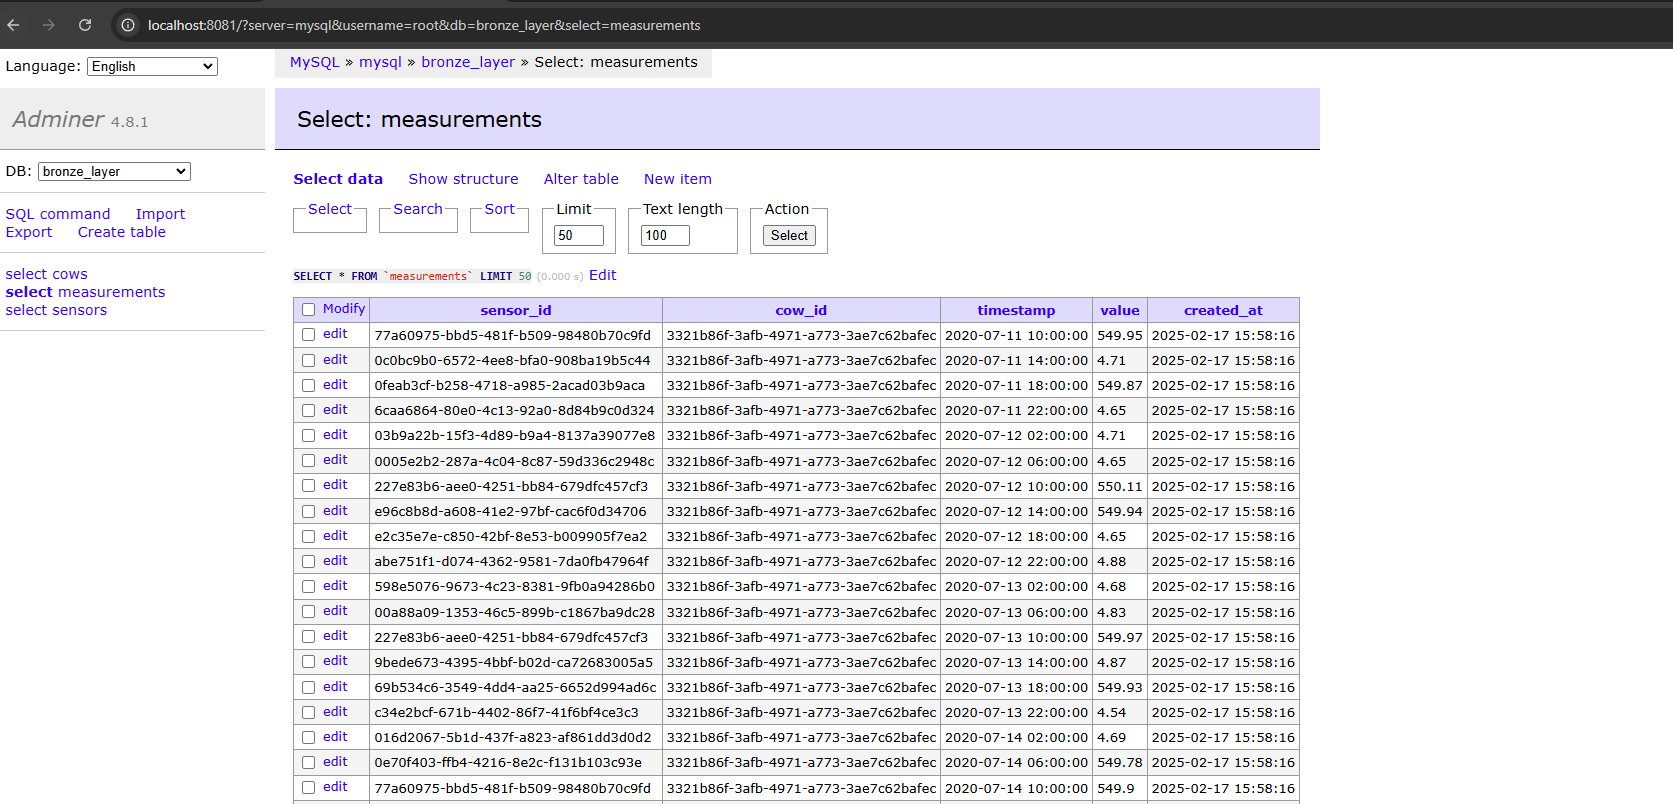 localhost:8081/?server=mysql&username=root&db=bronze_layer&select=measurements
Language: English
MySQL » mysql » bronze_layer » Select: measurements
Adminer 4.8.1
Select: measurements
DB: bronze_layer
Select data Show structure Alter table New item
SQL command Import
Export Create table
Select Search Sort Limit Text length Action
50 100 Select
select cows
select measurements
select sensors
SELECT * FROM `measurements` LIMIT 50 (0.000 s) Edit
Modify sensor_id cow_id timestamp value created_at
edit 77a60975-bbd5-481f-b509-98480b70c9fd 3321b86f-3afb-4971-a773-3ae7c62bafec 2020-07-11 10:00:00 549.95 2025-02-17 15:58:16
edit 0c0bc9b0-6572-4ee8-bfa0-908ba19b5c44 3321b86f-3afb-4971-a773-3ae7c62bafec 2020-07-11 14:00:00 4.71 2025-02-17 15:58:16
edit 0feab3cf-b258-4718-a985-2acad03b9aca 3321b86f-3afb-4971-a773-3ae7c62bafec 2020-07-11 18:00:00 549.87 2025-02-17 15:58:16
edit 6caa6864-80e0-4c13-92a0-8d84b9c0d324 3321b86f-3afb-4971-a773-3ae7c62bafec 2020-07-11 22:00:00 4.65 2025-02-17 15:58:16
edit 03b9a22b-15f3-4d89-b9a4-8137a39077e8 3321b86f-3afb-4971-a773-3ae7c62bafec 2020-07-12 02:00:00 4.71 2025-02-17 15:58:16
edit 0005e2b2-287a-4c04-8c87-59d336c2948c 3321b86f-3afb-4971-a773-3ae7c62bafec 2020-07-12 06:00:00 4.65 2025-02-17 15:58:16
edit 227e83b6-aee0-4251-bb84-679dfc457cf3 3321b86f-3afb-4971-a773-3ae7c62bafec 2020-07-12 10:00:00 550.11 2025-02-17 15:58:16
edit e96c8b8d-a608-41e2-97bf-cac6f0d34706 3321b86f-3afb-4971-a773-3ae7c62bafec 2020-07-12 14:00:00 549.94 2025-02-17 15:58:16
edit e2c35e7e-c850-42bf-8e53-b009905f7ea2 3321b86f-3afb-4971-a773-3ae7c62bafec 2020-07-12 18:00:00 4.65 2025-02-17 15:58:16
edit abe751f1-d074-4362-9581-7da0fb47964f 3321b86f-3afb-4971-a773-3ae7c62bafec 2020-07-12 22:00:00 4.88 2025-02-17 15:58:16
edit 598e5076-9673-4c23-8381-9fb0a94286b0 3321b86f-3afb-4971-a773-3ae7c62bafec 2020-07-13 02:00:00 4.68 2025-02-17 15:58:16
edit 00a88a09-1353-46c5-899b-c1867ba9dc28 3321b86f-3afb-4971-a773-3ae7c62bafec 2020-07-13 06:00:00 4.83 2025-02-17 15:58:16
edit 227e83b6-aee0-4251-bb84-679dfc457cf3 3321b86f-3afb-4971-a773-3ae7c62bafec 2020-07-13 10:00:00 549.97 2025-02-17 15:58:16
edit 9bede673-4395-4bbf-b02d-ca72683005a5 3321b86f-3afb-4971-a773-3ae7c62bafec 2020-07-13 14:00:00 4.87 2025-02-17 15:58:16
edit 69b534c6-3549-4dd4-aa25-6652d994ad6c 3321b86f-3afb-4971-a773-3ae7c62bafec 2020-07-13 18:00:00 549.93 2025-02-17 15:58:16
edit c34e2bcf-671b-4402-86f7-41f6bf4ce3c3 3321b86f-3afb-4971-a773-3ae7c62bafec 2020-07-13 22:00:00 4.54 2025-02-17 15:58:16
edit 016d2067-5b1d-437f-a823-af861dd3d0d2 3321b86f-3afb-4971-a773-3ae7c62bafec 2020-07-14 02:00:00 4.69 2025-02-17 15:58:16
edit 0e70f403-ffb4-4216-8e2c-f131b103c93e 3321b86f-3afb-4971-a773-3ae7c62bafec 2020-07-14 06:00:00 549.78 2025-02-17 15:58:16
edit 77a60975-bbd5-481f-b509-98480b70c9fd 3321b86f-3afb-4971-a773-3ae7c62bafec 2020-07-14 10:00:00 549.9 2025-02-17 15:58:16